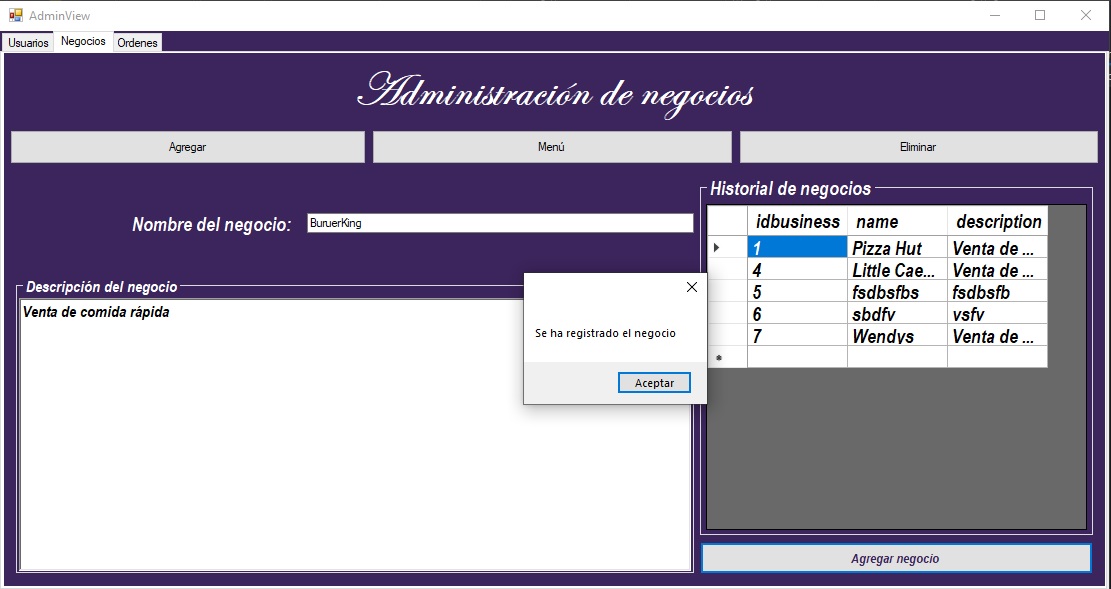 AdminView
Usuarios Negocios Ordenes
Administración de negocios
Agregar Menú Eliminar
Nombre del negocio: BuruerKing
Descripción del negocio
Venta de comida rápida
Se ha registrado el negocio
Aceptar
Historial de negocios
idbusiness name description
1 Pizza Hut Venta de ...
4 Little Cae... Venta de ...
5 fsdbsfbs fsdbsfb
6 sbdfv vsfv
7 Wendys Venta de ...
Agregar negocio